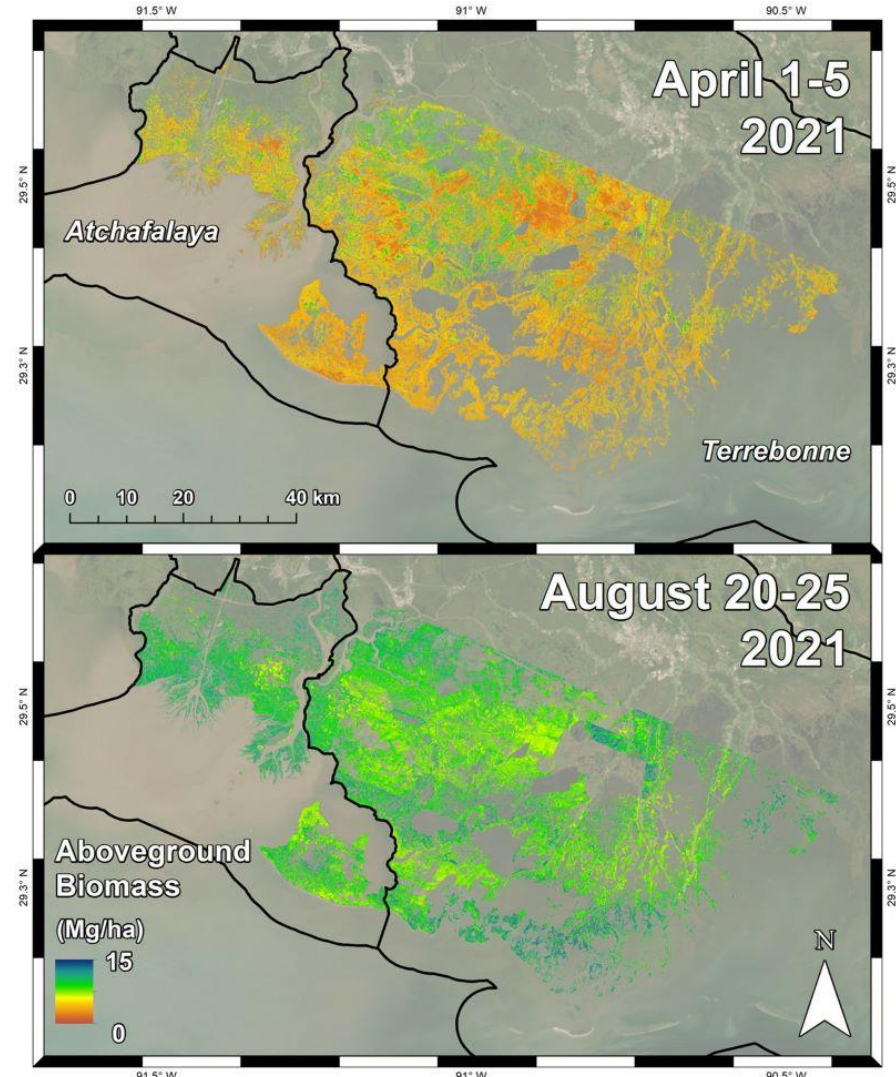 91.5° W
91° W
90.5° W
April 1-5
2021
29.5° N
29.5° N
Atchafalaya
29.3° N
29.3° N
Terrebonne
0 10 20 40 km
August 20-25
2021
29.5° N
29.5° N
Aboveground
Biomass
(Mg/ha)
15
0
29.3° N
29.3° N
N
91.5° W
91° W
90.5° W